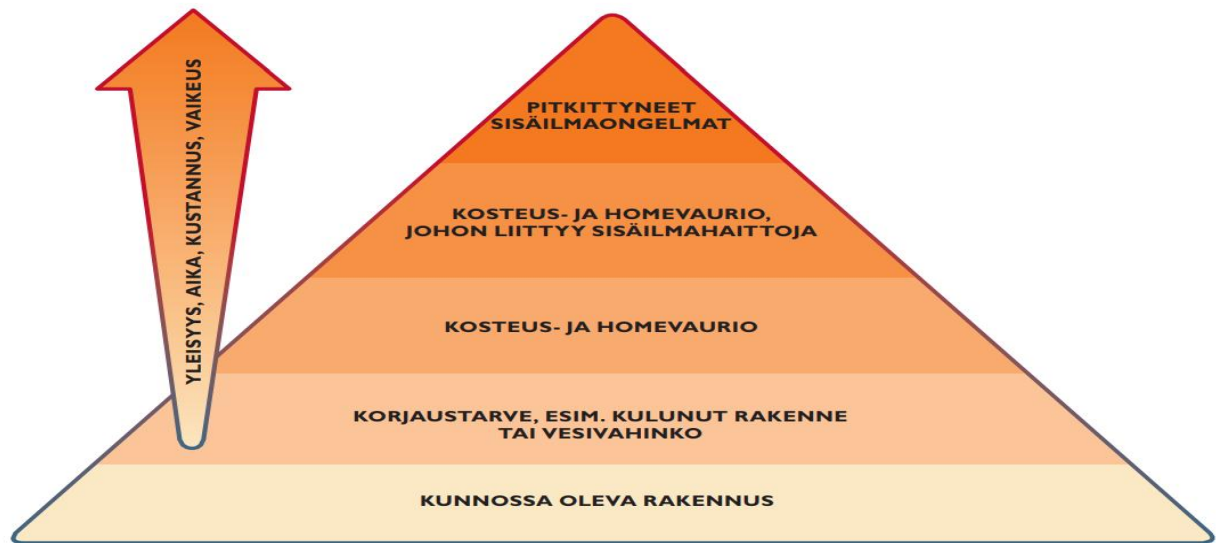 YLEISYYS, AIKA, KUSTANNUS, VAIKEUS
PITKITTYNEET
SISÄILMAONGELMAT
KOSTEUS- JA HOMEVAURIO,
JOHON LIITTYY SISÄILMAHAITTOJA
KOSTEUS- JA HOMEVAURIO
KORJAUSTARVE, ESIM. KULUNUT RAKENNE
TAI VESIVAHINKO
KUNNOSSA OLEVA RAKENNUS